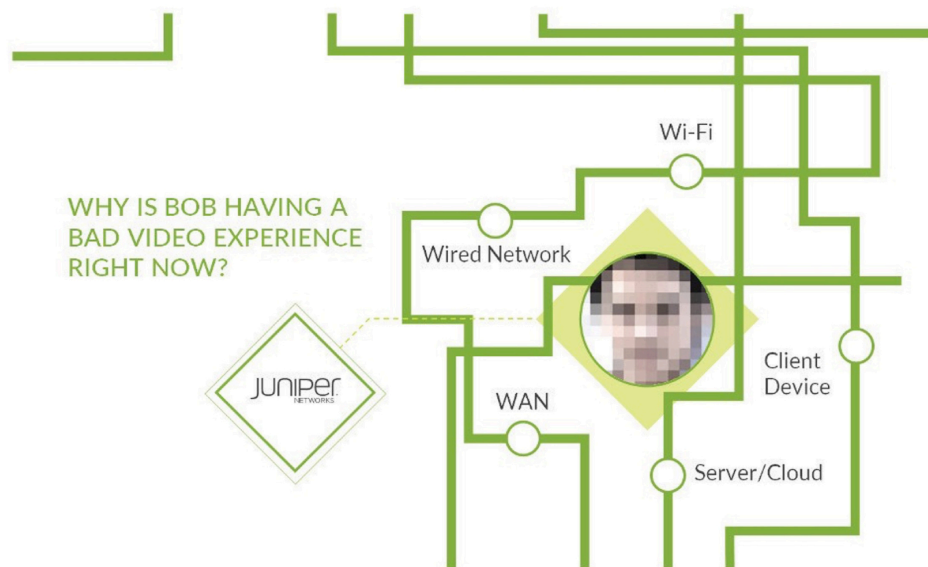 Wi-Fi
WHY IS BOB HAVING A
BAD VIDEO EXPERIENCE
RIGHT NOW?
Wired Network
Client
Device
JUNIPER
NETWORKS
WAN
Server/Cloud